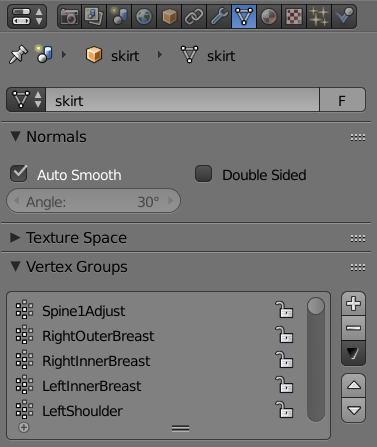 skirt skirt
skirt F
Normals
Auto Smooth Double Sided
Angle: 30°
Texture Space
Vertex Groups
Spine1Adjust
RightOuterBreast
RightInnerBreast
LeftInnerBreast
LeftShoulder